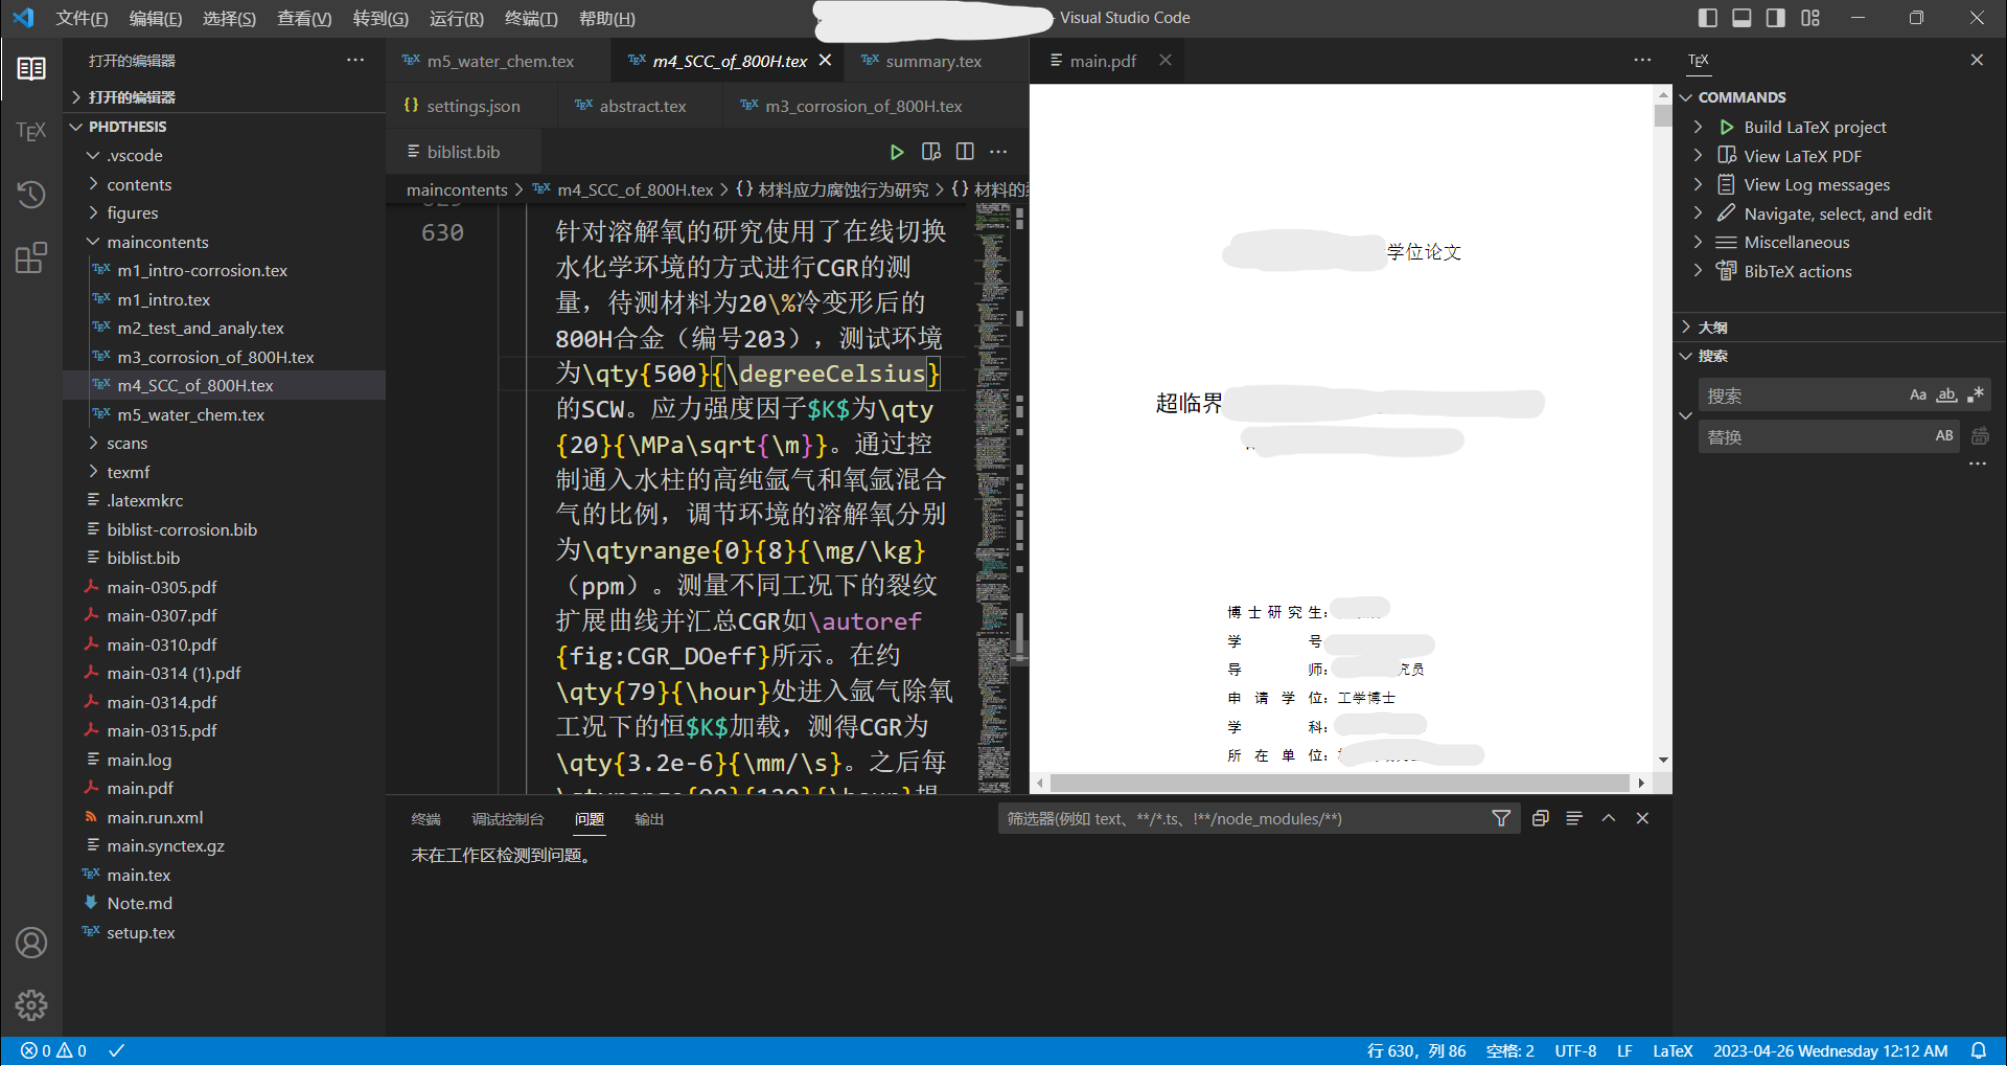 文件(F) 编辑(E) 选择(S) 查看(V) 转到(G) 运行(R) 终端(T) 帮助(H) - Visual Studio Code
打开的编辑器 ···
打开的编辑器
PHDTHESIS
.vscode
contents
figures
maincontents
TEX m1_intro-corrosion.tex
TEX m1_intro.tex
TEX m2_test_and_analy.tex
TEX m3_corrosion_of_800H.tex
TEX m4_SCC_of_800H.tex
TEX m5_water_chem.tex
scans
texmf
.latexmkrc
biblist-corrosion.bib
biblist.bib
main-0305.pdf
main-0307.pdf
main-0310.pdf
main-0314 (1).pdf
main-0314.pdf
main-0315.pdf
main.log
main.pdf
main.run.xml
main.synctex.gz
TEX main.tex
Note.md
TEX setup.tex
TEX
TEX m5_water_chem.tex TEX m4_SCC_of_800H.tex TEX summary.tex
{} settings.json TEX abstract.tex TEX m3_corrosion_of_800H.tex
biblist.bib
maincontents > TEX m4_SCC_of_800H.tex > {} 材料应力腐蚀行为研究 > {} 材料的
630 针对溶解氧的研究使用了在线切换
水化学环境的方式进行CGR的测
量，待测材料为20\%冷变形后的
800H合金（编号203），测试环境
为\qty{500}{\degreeCelsius}
的SCW。应力强度因子$K$为\qty
{20}{\MPa\sqrt{\m}}。通过控
制通入水柱的高纯氩气和氧氩混合
气的比例，调节环境的溶解氧分别
为\qtyrange{0}{8}{\mg/\kg}
（ppm）。测量不同工况下的裂纹
扩展曲线并汇总CGR如\autoref
{fig:CGR_DOeff}所示。在约
\qty{79}{\hour}处进入氩气除氧
工况下的恒$K$加载，测得CGR为
\qty{3.2e-6}{\mm/\s}。之后每
\qtyrange{90}{120}{\hour}提
main.pdf ···
学位论文
超临界
博士研究生：
学号
导师： 究员
申请学位：工学博士
学科：
所在单位：
TEX
COMMANDS
Build LaTeX project
View LaTeX PDF
View Log messages
Navigate, select, and edit
Miscellaneous
BibTeX actions
大纲
搜索
搜索 Aa ab .*
替换 AB
···
终端 调试控制台 问题 输出 筛选器(例如 text、**/*.ts、!**/node_modules/**)
未在工作区检测到问题。
0 0 行 630，列 86 空格: 2 UTF-8 LF LaTeX 2023-04-26 Wednesday 12:12 AM